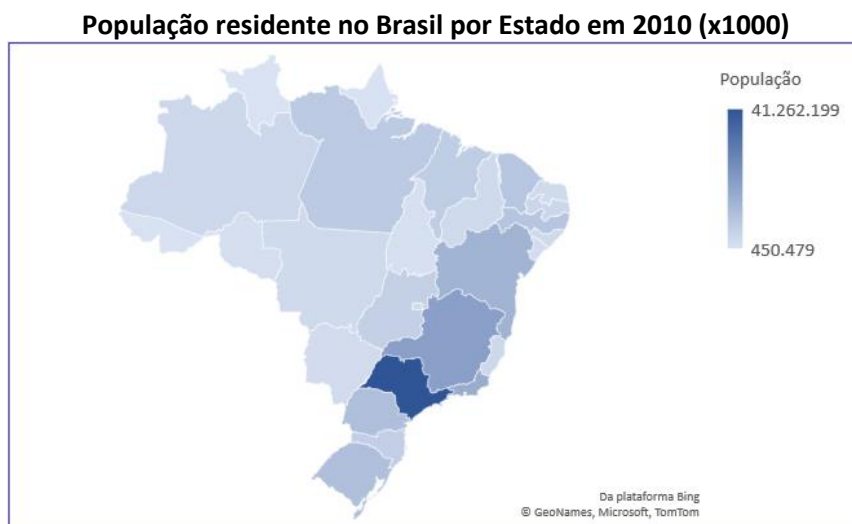 População residente no Brasil por Estado em 2010 (x1000)
População
41.262.199
450.479
Da plataforma Bing
© GeoNames, Microsoft, TomTom